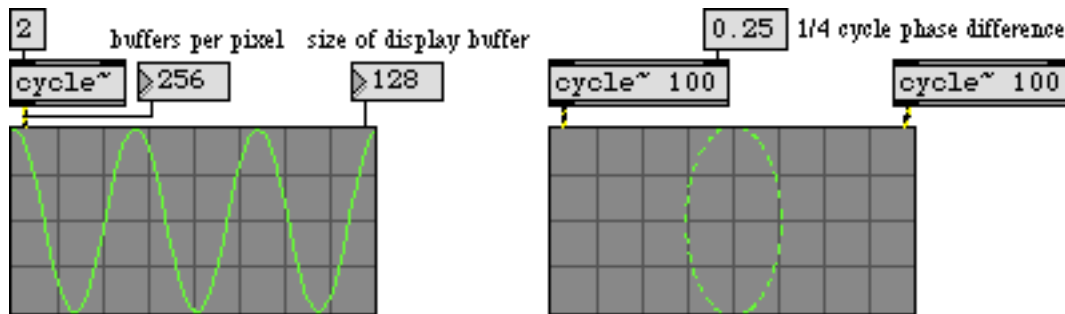 2
buffers per pixel size of display buffer
cycle~ 256 128
0.25 1/4 cycle phase difference
cycle~ 100 cycle~ 100